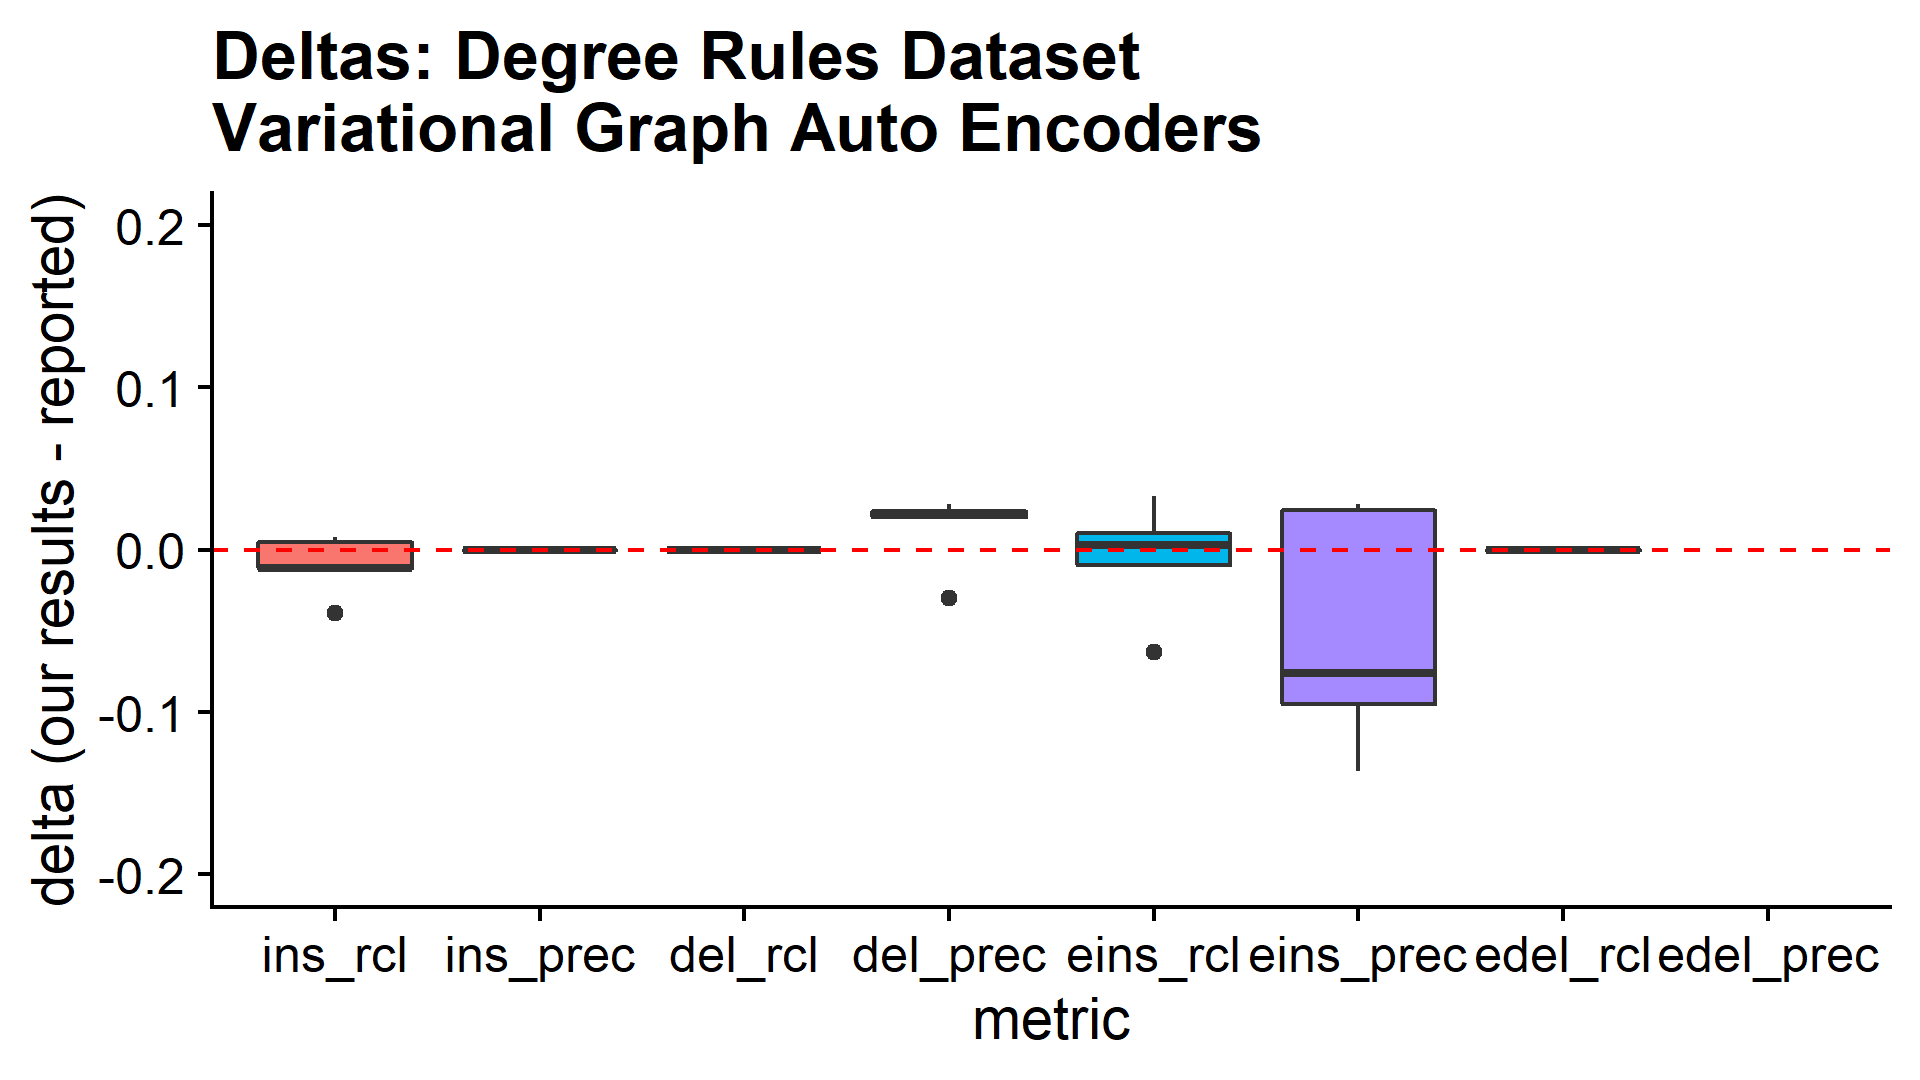 Deltas: Degree Rules Dataset
Variational Graph Auto Encoders
delta (our results - reported)
0.2
0.1
0.0
-0.1
-0.2
ins_rcl ins_prec del_rcl del_prec eins_rcl eins_prec edel_rcl edel_prec
metric